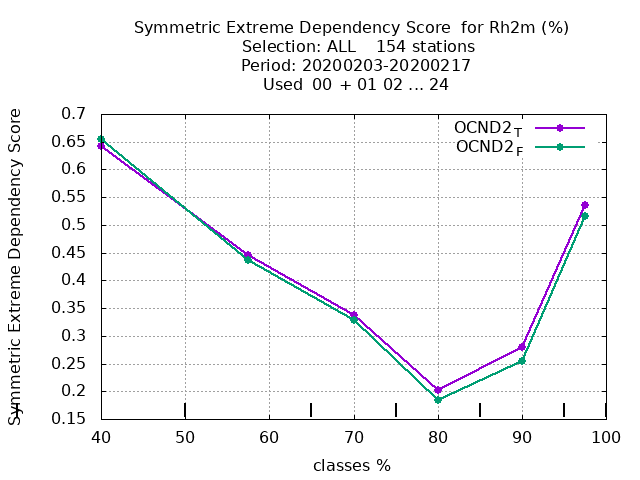 Symmetric Extreme Dependency Score for Rh2m (%)
Selection: ALL 154 stations
Period: 20200203-20200217
Used 00 + 01 02 ... 24
Symmetric Extreme Dependency Score
0.7
0.65
0.6
0.55
0.5
0.45
0.4
0.35
0.3
0.25
0.2
0.15
OCND2T
OCND2F
y
40 50 60 70 80 90 100
classes %